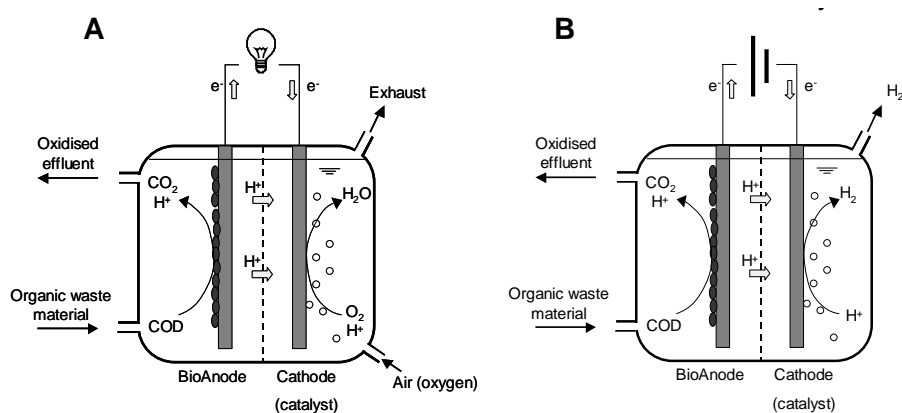 A
e-
e-
Exhaust
Oxidised
effluent
CO2
H+
H+
H2O
H+
Organic waste
material
COD
O2
H+
Air (oxygen)
BioAnode
Cathode
(catalyst)
B
e-
e-
H2
Oxidised
effluent
CO2
H+
H+
H2
H+
Organic waste
material
COD
H+
BioAnode
Cathode
(catalyst)